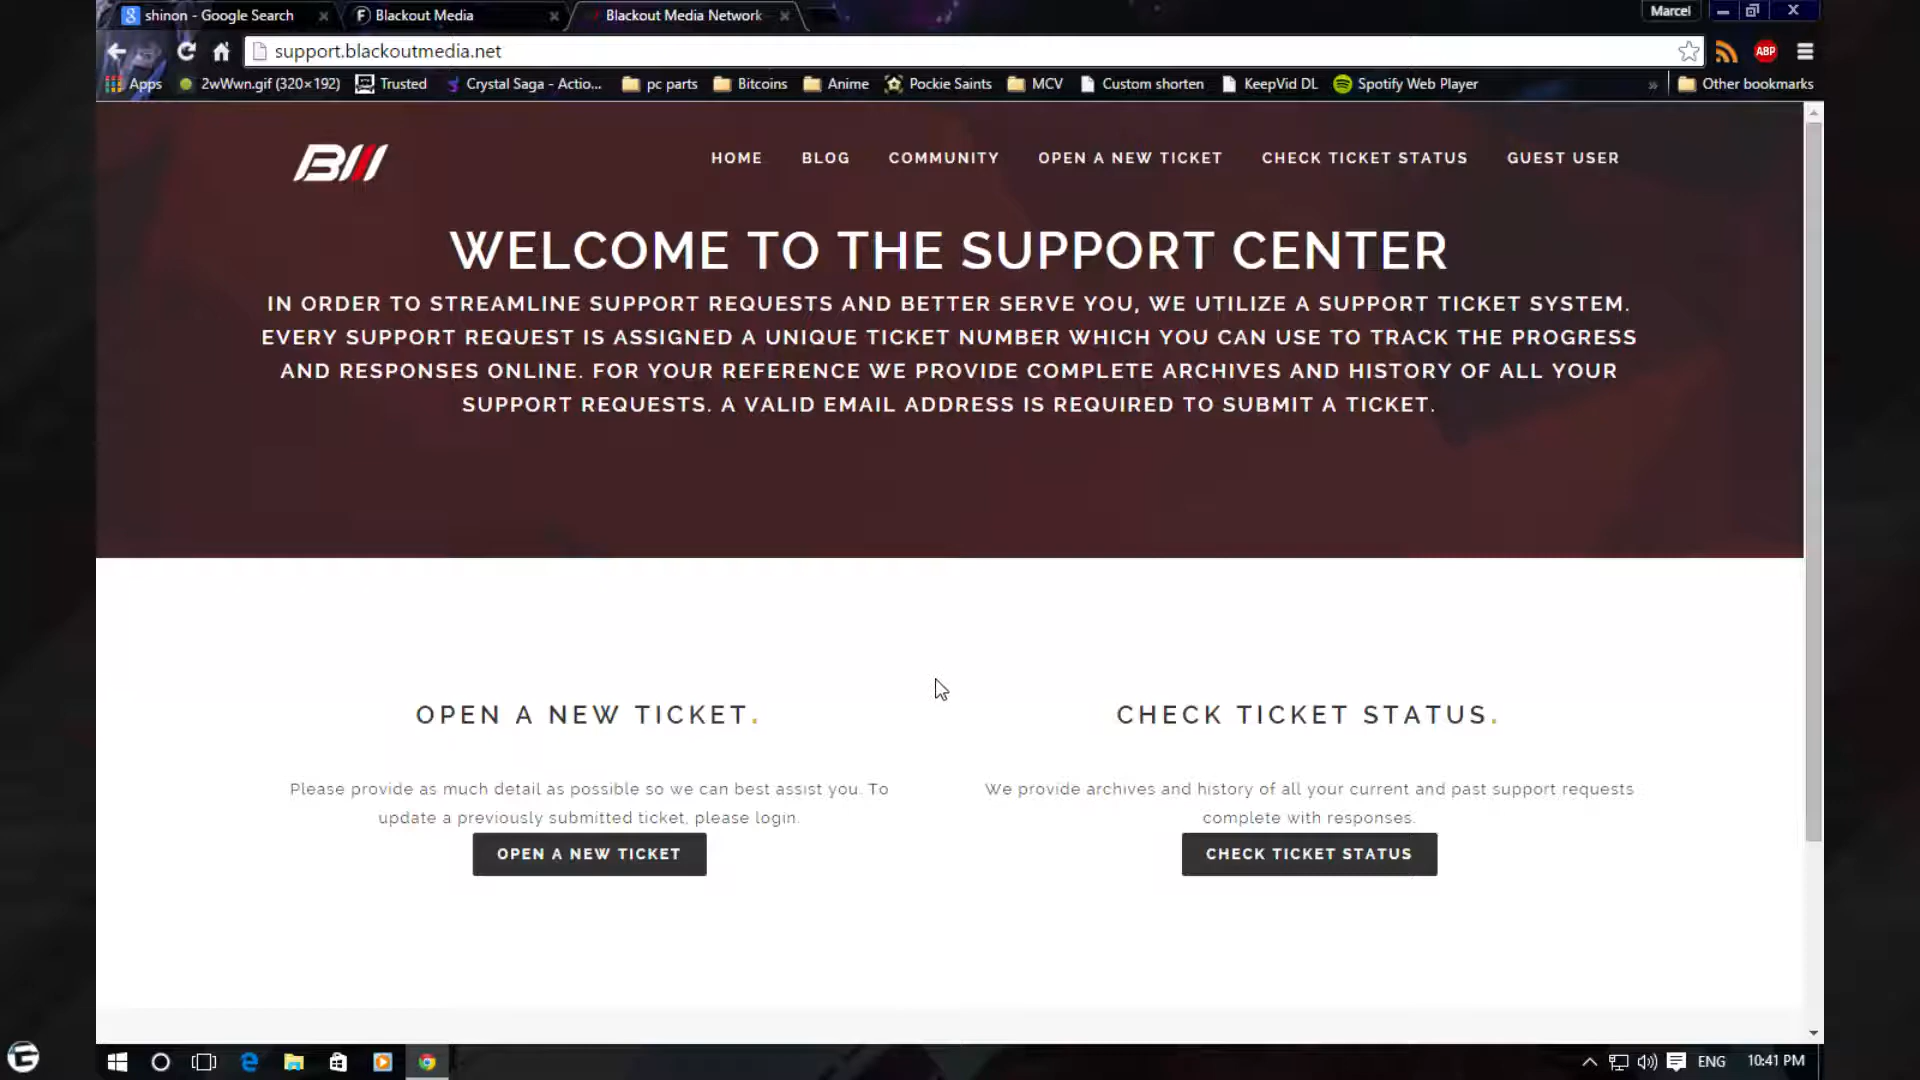 shinon - Google Search
Blackout Media
Blackout Media Network
Marcel
support.blackoutmedia.net
ABP
Apps
2wWwn.gif (320×192)
Trusted
Crystal Saga - Actio...
pc parts
Bitcoins
Anime
Pockie Saints
MCV
Custom shorten
KeepVid DL
Spotify Web Player
»
Other bookmarks
HOME
BLOG
COMMUNITY
OPEN A NEW TICKET
CHECK TICKET STATUS
GUEST USER
WELCOME TO THE SUPPORT CENTER
IN ORDER TO STREAMLINE SUPPORT REQUESTS AND BETTER SERVE YOU, WE UTILIZE A SUPPORT TICKET SYSTEM.
EVERY SUPPORT REQUEST IS ASSIGNED A UNIQUE TICKET NUMBER WHICH YOU CAN USE TO TRACK THE PROGRESS
AND RESPONSES ONLINE. FOR YOUR REFERENCE WE PROVIDE COMPLETE ARCHIVES AND HISTORY OF ALL YOUR
SUPPORT REQUESTS. A VALID EMAIL ADDRESS IS REQUIRED TO SUBMIT A TICKET.
OPEN A NEW TICKET.
Please provide as much detail as possible so we can best assist you. To
update a previously submitted ticket, please login.
OPEN A NEW TICKET
CHECK TICKET STATUS.
We provide archives and history of all your current and past support requests
complete with responses.
CHECK TICKET STATUS
ENG
10:41 PM